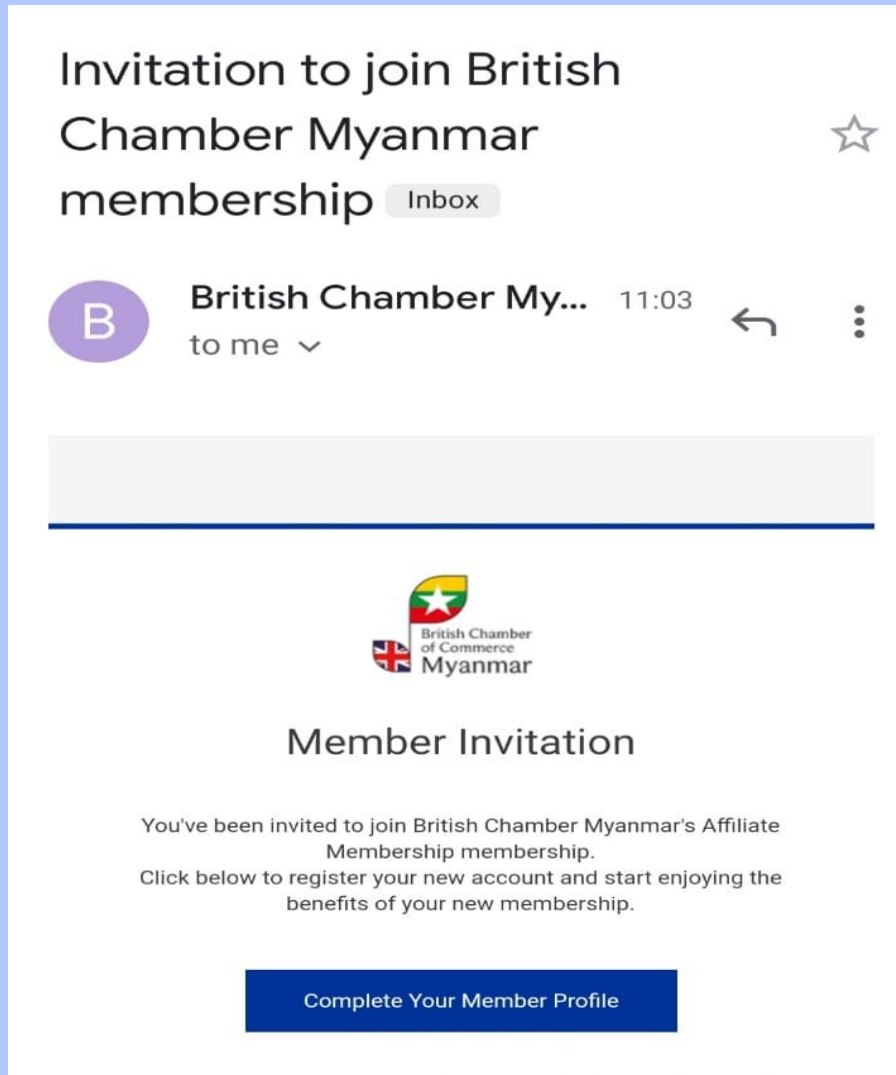 Invitation to join British
Chamber Myanmar
membership Inbox
B
British Chamber My... 11:03
to me
British Chamber
of Commerce
Myanmar
Member Invitation
You've been invited to join British Chamber Myanmar's Affiliate
Membership membership.
Click below to register your new account and start enjoying the
benefits of your new membership.
Complete Your Member Profile